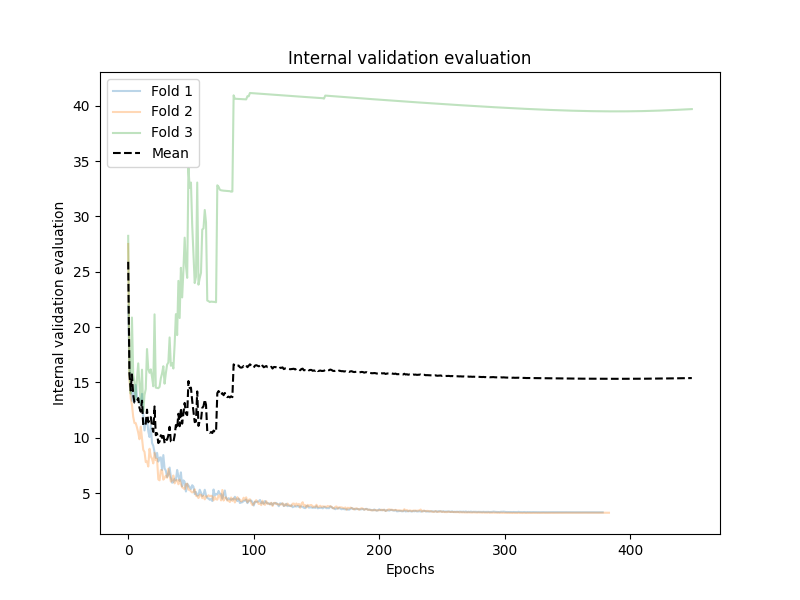 Internal validation evaluation
Fold 1
Fold 2
Fold 3
Mean
Internal validation evaluation
40
35
30
25
20
15
10
5
0 100 200 300 400
Epochs